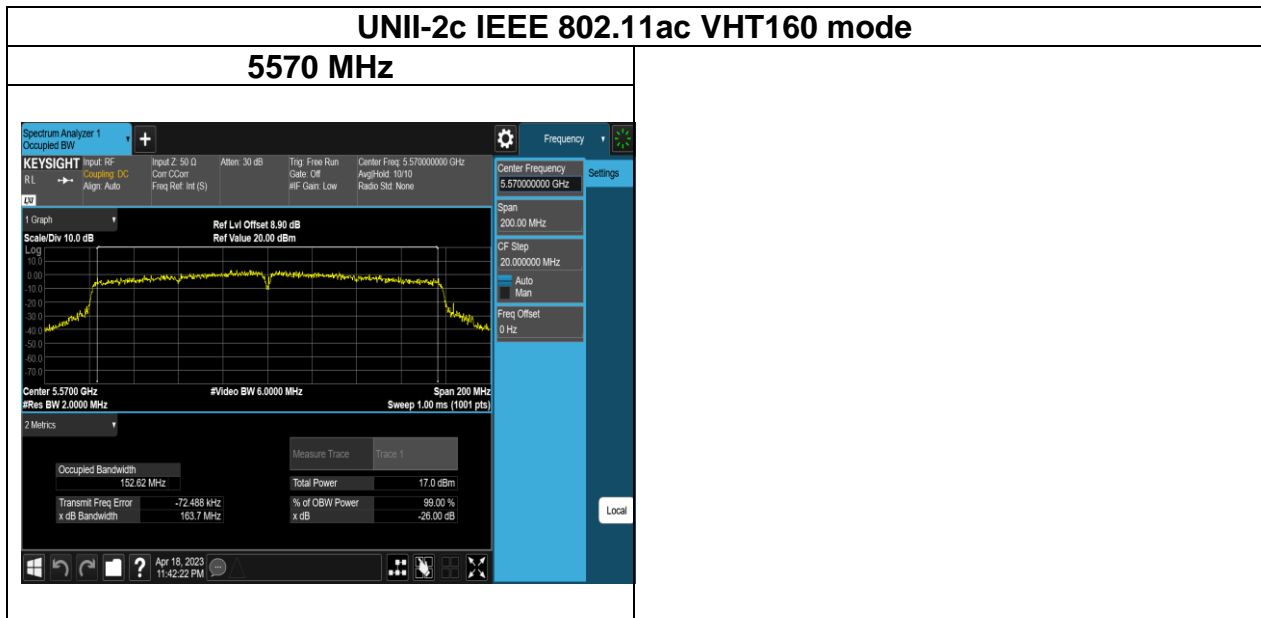 UNII-2c IEEE 802.11ac VHT160 mode
5570 MHz
Spectrum Analyzer 1
Occupied BW
+
Frequency
KEYSIGHT
RL
Input: RF
Coupling: DC
Align: Auto
Input Z: 50 Ω
Corr CCorr
Freq Ref: Int (S)
Atten: 30 dB
Trig: Free Run
Gate: Off
#IF Gain: Low
Center Freq: 5.570000000 GHz
Avg|Hold: 10/10
Radio Std: None
LXI
Center Frequency
5.570000000 GHz
Settings
Span
200.00 MHz
CF Step
20.000000 MHz
Auto
Man
Freq Offset
0 Hz
1 Graph
Scale/Div 10.0 dB
Ref Lvl Offset 8.90 dB
Ref Value 20.00 dBm
Log
10.0
0.00
-10.0
-20.0
-30.0
-40.0
-50.0
-60.0
-70.0
Center 5.5700 GHz
#Video BW 6.0000 MHz
Span 200 MHz
#Res BW 2.0000 MHz
Sweep 1.00 ms (1001 pts)
2 Metrics
Measure Trace
Trace 1
Occupied Bandwidth
152.62 MHz
Total Power
17.0 dBm
Transmit Freq Error
-72.488 kHz
% of OBW Power
99.00 %
x dB Bandwidth
163.7 MHz
x dB
-26.00 dB
Local
?
Apr 18, 2023
11:42:22 PM